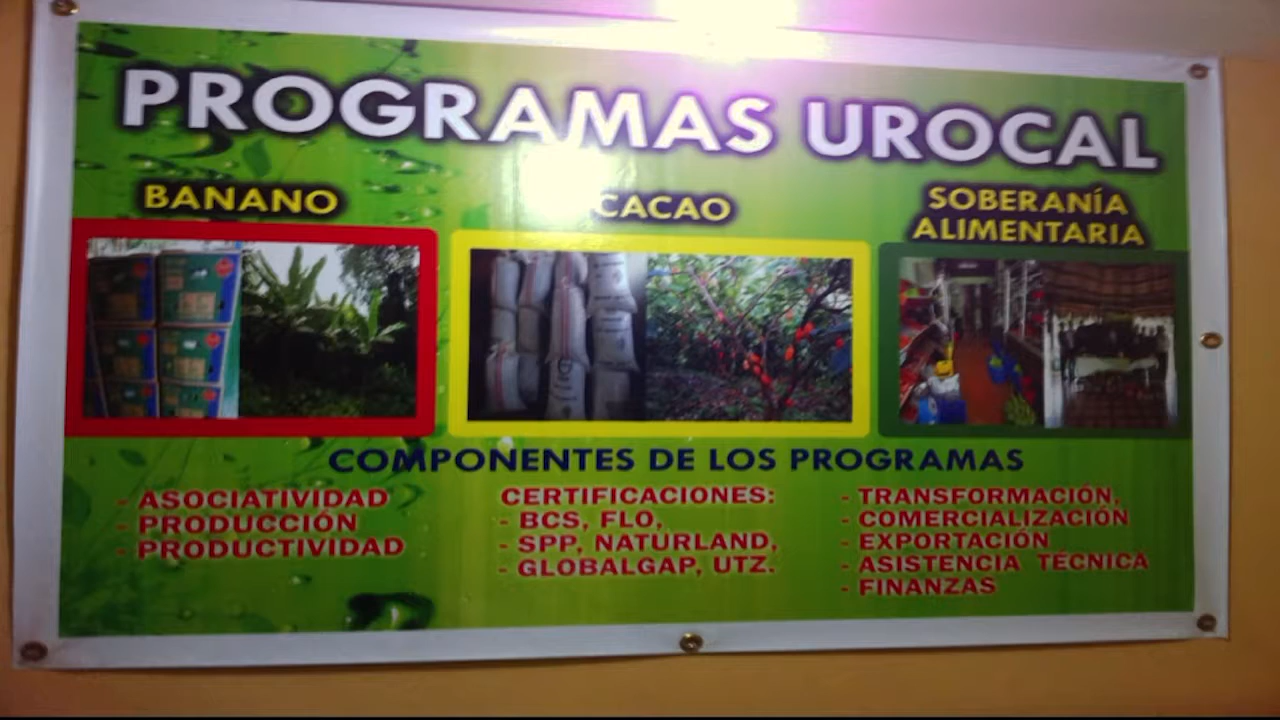 PROGRAMAS UROCAL
BANANO
CACAO
SOBERANÍA
ALIMENTARIA
COMPONENTES DE LOS PROGRAMAS
- ASOCIATIVIDAD
- PRODUCCIÓN
- PRODUCTIVIDAD
CERTIFICACIONES:
- BCS, FLO,
- SPP, NATURLAND,
- GLOBALGAP, UTZ.
- TRANSFORMACIÓN,
- COMERCIALIZACIÓN
- EXPORTACIÓN
- ASISTENCIA TÉCNICA
- FINANZAS